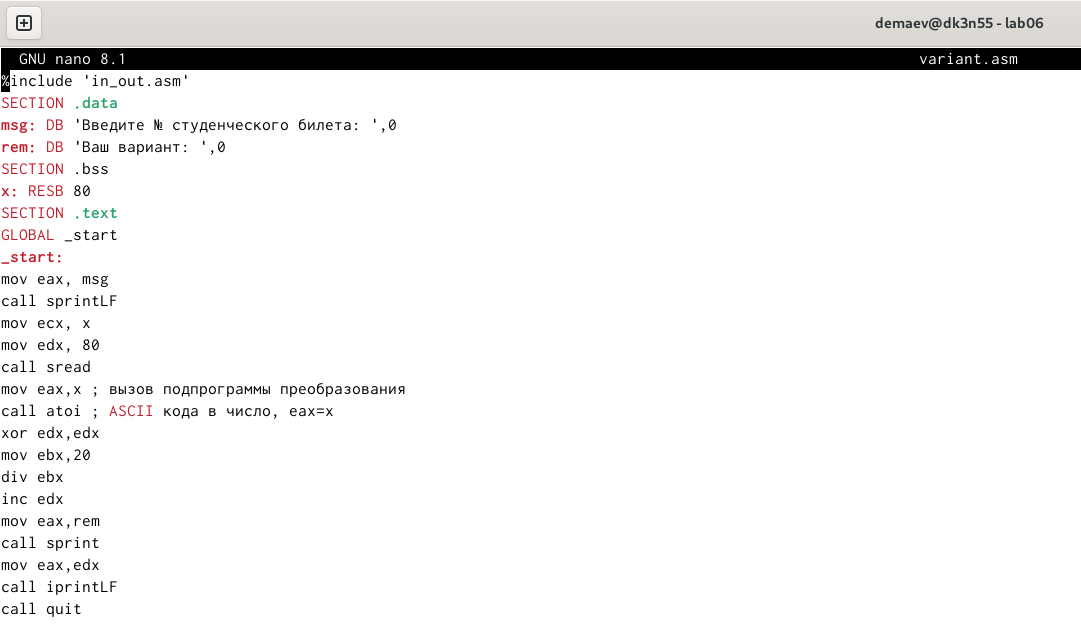 demaev@dk3n55 - lab06
GNU nano 8.1 variant.asm
%include 'in_out.asm'
SECTION .data
msg: DB 'Введите № студенческого билета: ',0
rem: DB 'Ваш вариант: ',0
SECTION .bss
x: RESB 80
SECTION .text
GLOBAL _start
_start:
mov eax, msg
call sprintLF
mov ecx, x
mov edx, 80
call sread
mov eax,x ; вызов подпрограммы преобразования
call atoi ; ASCII кода в число, eax=x
xor edx,edx
mov ebx,20
div ebx
inc edx
mov eax,rem
call sprint
mov eax,edx
call iprintLF
call quit